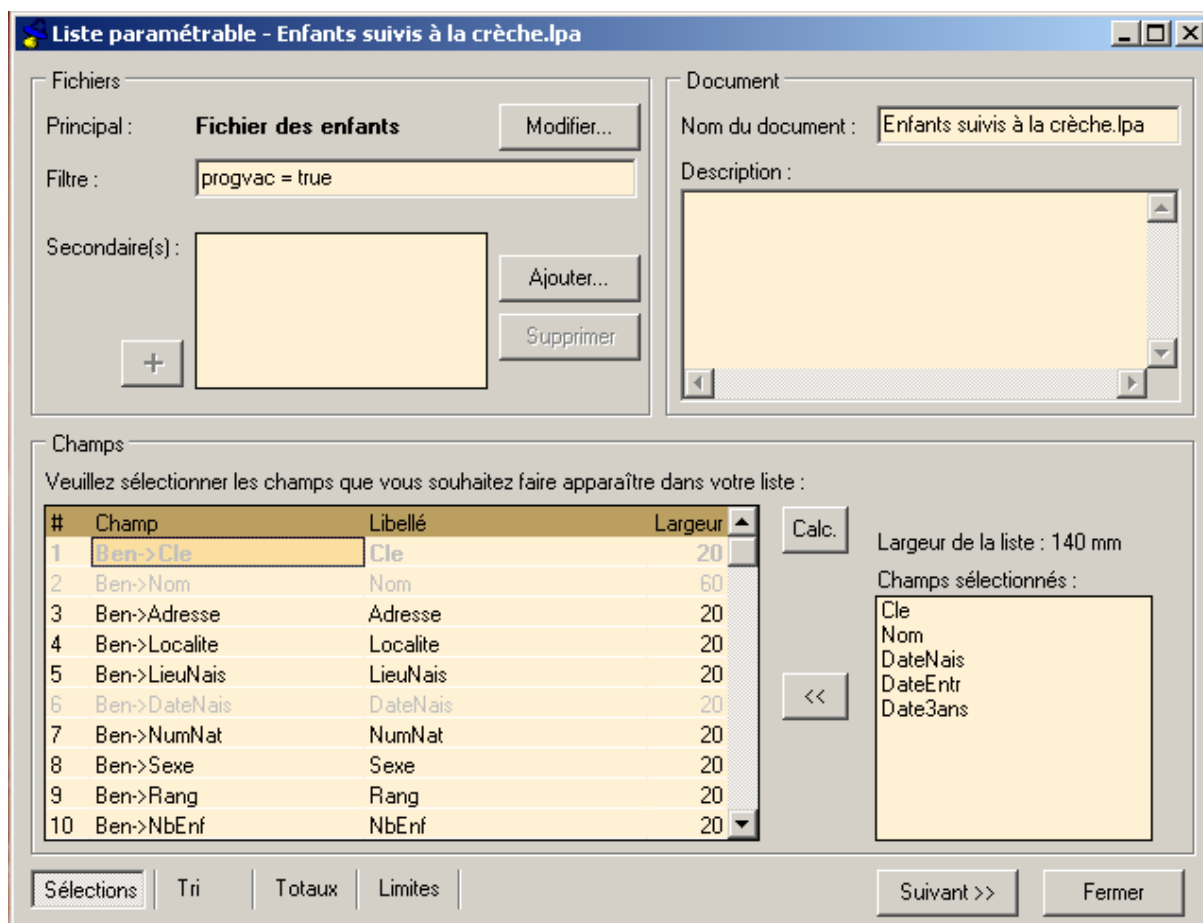 Liste paramétrable - Enfants suivis à la crèche.lpa
Fichiers
Principal : Fichier des enfants Modifier...
Filtre : progvac = true
Secondaire(s) :
Ajouter...
Supprimer
+
Document
Nom du document : Enfants suivis à la crèche.lpa
Description :
Champs
Veuillez sélectionner les champs que vous souhaitez faire apparaître dans votre liste :
# Champ Libellé Largeur
1 Ben->Cle Cle 20
2 Ben->Nom Nom 60
3 Ben->Adresse Adresse 20
4 Ben->Localite Localite 20
5 Ben->LieuNais LieuNais 20
6 Ben->DateNais DateNais 20
7 Ben->NumNat NumNat 20
8 Ben->Sexe Sexe 20
9 Ben->Rang Rang 20
10 Ben->NbEnf NbEnf 20
Calc.
<<
Largeur de la liste : 140 mm
Champs sélectionnés :
Cle
Nom
DateNais
DateEntr
Date3ans
Sélections Tri Totaux Limites Suivant >> Fermer